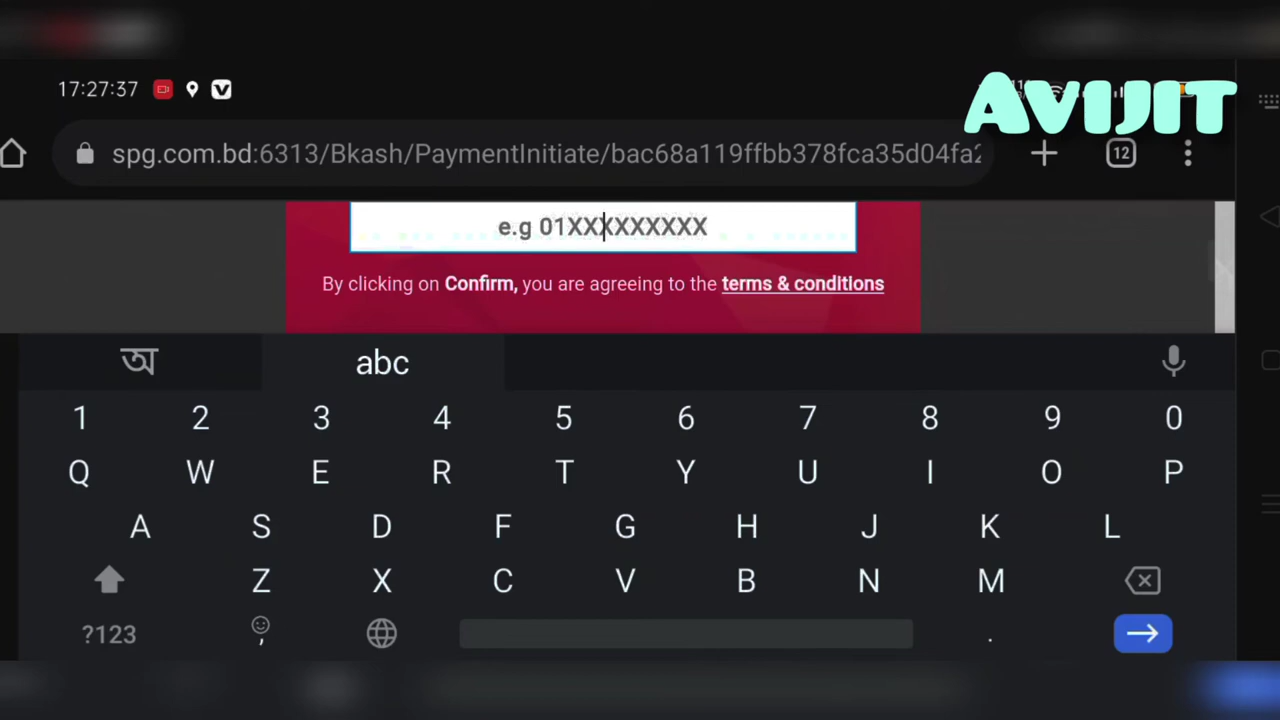 17:27:37
AVIJIT
spg.com.bd:6313/Bkash/PaymentInitiate/bac68a119ffbb378fca35d04fa2
12
e.g 01XXXXXXXXX
By clicking on Confirm, you are agreeing to the terms & conditions
অ abc
1 2 3 4 5 6 7 8 9 0
Q W E R T Y U I O P
A S D F G H J K L
Z X C V B N M
?123 , .